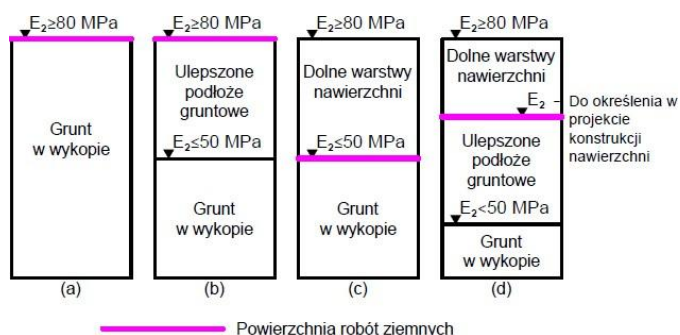 E₂≥80 MPa
Grunt
w wykopie
(a)
E₂≥80 MPa
Ulepszone
podłoże
gruntowe
E₂≤50 MPa
Grunt
w wykopie
(b)
E₂≥80 MPa
Dolne warstwy
nawierzchni
E₂≤50 MPa
Grunt
w wykopie
(c)
E₂≥80 MPa
Dolne warstwy
nawierzchni
E₂ – Do określenia w
projekcie
konstrukcji
nawierzchni
Ulepszone
podłoże
gruntowe
E₂<50 MPa
Grunt
w wykopie
(d)
Powierzchnia robót ziemnych